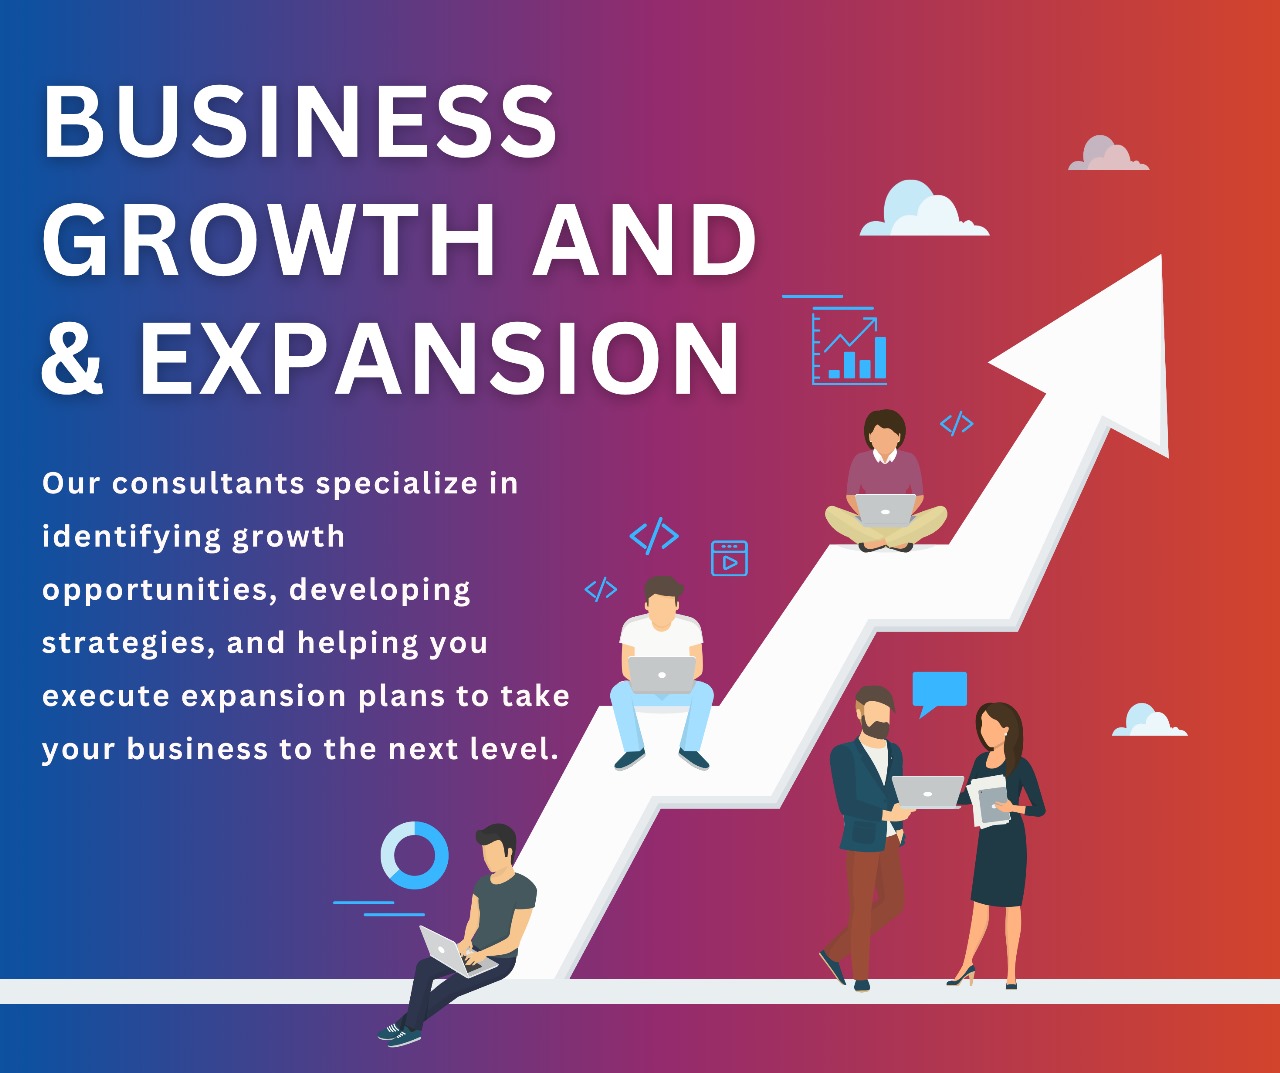 BUSINESS
GROWTH AND
& EXPANSION
Our consultants specialize in
identifying growth
opportunities, developing
strategies, and helping you
execute expansion plans to take
your business to the next level.